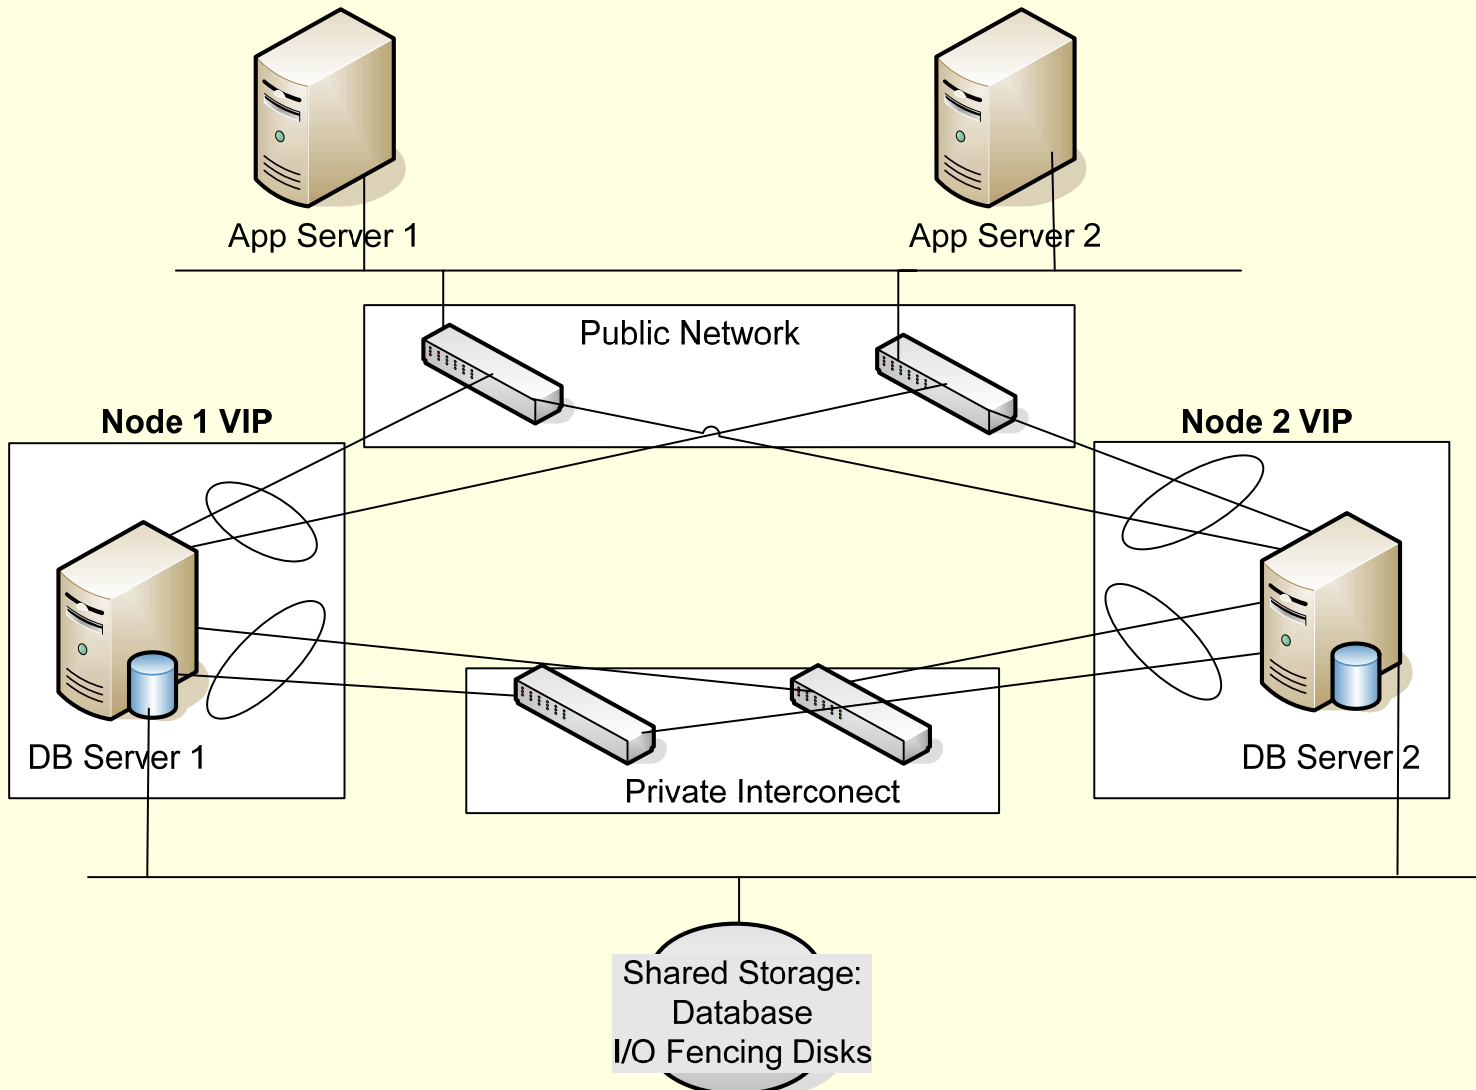 App Server 1
App Server 2
Public Network
Node 1 VIP
Node 2 VIP
DB Server 1
DB Server 2
Private Interconect
Shared Storage:
Database
I/O Fencing Disks